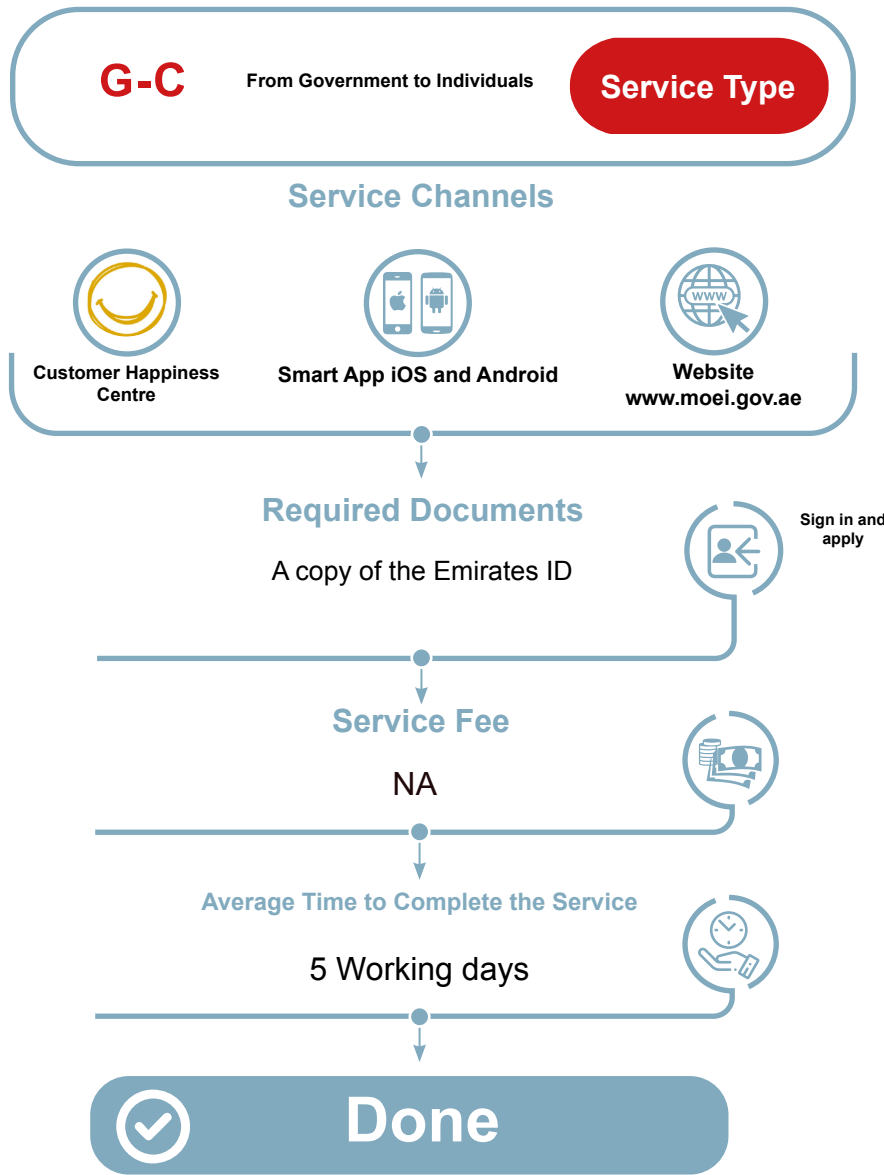 G-C
From Government to Individuals
Service Type
Service Channels
Customer Happiness
Centre
Smart App iOS and Android
WWW
Website
www.moei.gov.ae
Required Documents
Sign in and
apply
A copy of the Emirates ID
Service Fee
NA
Average Time to Complete the Service
5 Working days
Done